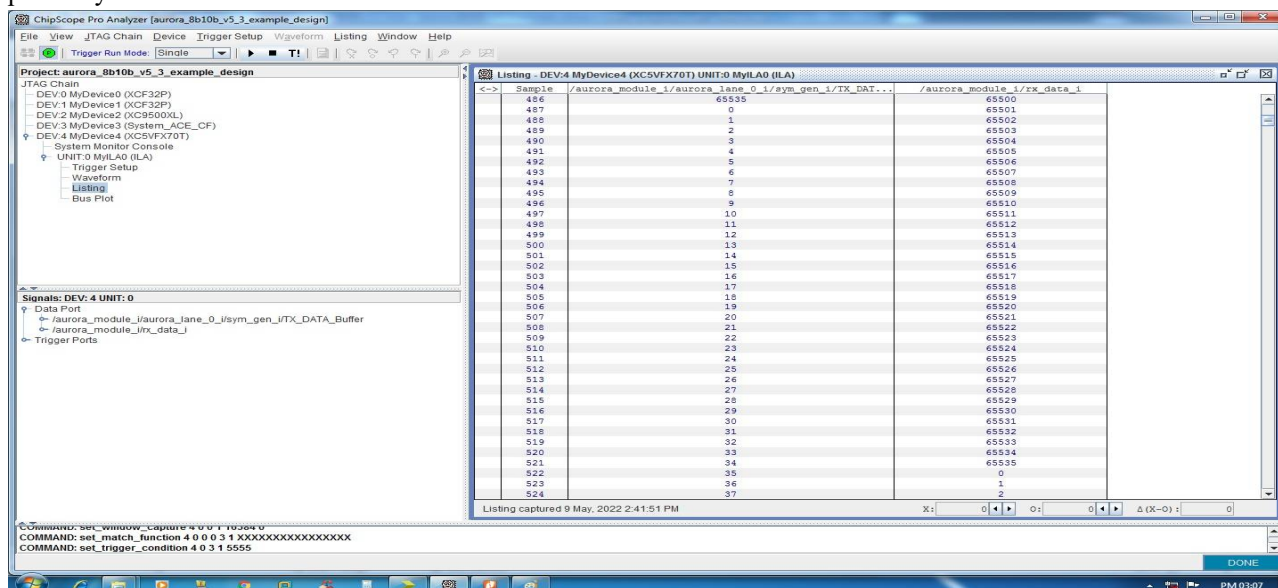 ChipScope Pro Analyzer [aurora_8b10b_v5_3_example_design]
File View JTAG Chain Device Trigger Setup Waveform Listing Window Help
Trigger Run Mode: Single T!
Project: aurora_8b10b_v5_3_example_design
JTAG Chain
DEV:0 MyDevice0 (XCF32P)
DEV:1 MyDevice1 (XCF32P)
DEV:2 MyDevice2 (XC9500XL)
DEV:3 MyDevice3 (System_ACE_CF)
DEV:4 MyDevice4 (XC5VFX70T)
System Monitor Console
UNIT:0 MyILA0 (ILA)
Trigger Setup
Waveform
Listing
Bus Plot
Signals: DEV: 4 UNIT: 0
Data Port
/aurora_module_i/aurora_lane_0_i/sym_gen_i/TX_DATA_Buffer
/aurora_module_i/rx_data_i
Trigger Ports
Listing - DEV:4 MyDevice4 (XC5VFX70T) UNIT:0 MyILA0 (ILA)
<-> Sample /aurora_module_i/aurora_lane_0_i/sym_gen_i/TX_DAT... /aurora_module_i/rx_data_i
486 65535 65500
487 0 65501
488 1 65502
489 2 65503
490 3 65504
491 4 65505
492 5 65506
493 6 65507
494 7 65508
495 8 65509
496 9 65510
497 10 65511
498 11 65512
499 12 65513
500 13 65514
501 14 65515
502 15 65516
503 16 65517
504 17 65518
505 18 65519
506 19 65520
507 20 65521
508 21 65522
509 22 65523
510 23 65524
511 24 65525
512 25 65526
513 26 65527
514 27 65528
515 28 65529
516 29 65530
517 30 65531
518 31 65532
519 32 65533
520 33 65534
521 34 65535
522 35 0
523 36 1
524 37 2
Listing captured 9 May, 2022 2:41:51 PM X: 0 O: 0 Δ (X-O) : 0
COMMAND: set_window_capture 4 0 0 1 16384 0
COMMAND: set_match_function 4 0 0 0 3 1 XXXXXXXXXXXXXXXX
COMMAND: set_trigger_condition 4 0 3 1 5555
DONE
PM 03:07